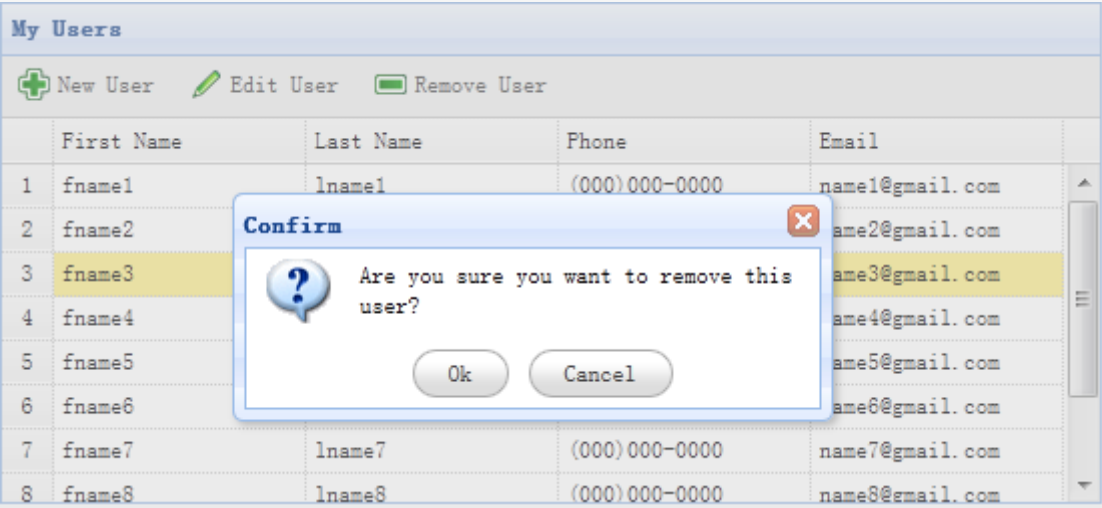 My Users
New User Edit User Remove User
First Name Last Name Phone Email
1 fname1 lname1 (000)000-0000 name1@gmail.com
2 fname2 ame2@gmail.com
Confirm
3 fname3 ame3@gmail.com
Are you sure you want to remove this
user?
4 fname4 ame4@gmail.com
5 fname5 ame5@gmail.com
Ok Cancel
6 fname6 ame6@gmail.com
7 fname7 lname7 (000)000-0000 name7@gmail.com
8 fname8 lname8 (000)000-0000 name8@gmail.com